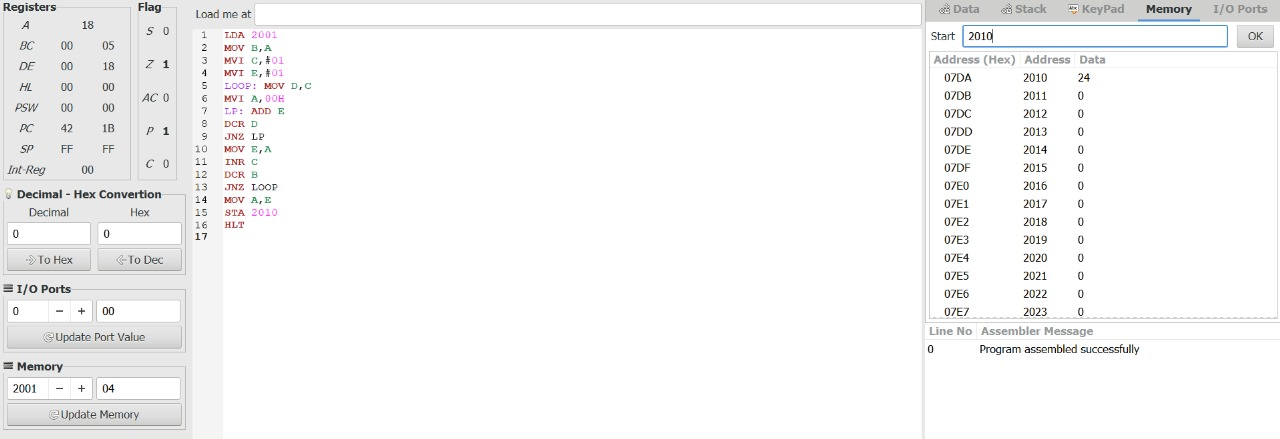 Registers
A 18
BC 00 05
DE 00 18
HL 00 00
PSW 00 00
PC 42 1B
SP FF FF
Int-Reg 00
Flag
S 0
Z 1
AC 0
P 1
C 0
Decimal - Hex Convertion
Decimal Hex
0 0
To Hex To Dec
I/O Ports
0 − + 00
Update Port Value
Memory
2001 − + 04
Update Memory
Load me at
1 LDA 2001
2 MOV B,A
3 MVI C,#01
4 MVI E,#01
5 LOOP: MOV D,C
6 MVI A,00H
7 LP: ADD E
8 DCR D
9 JNZ LP
10 MOV E,A
11 INR C
12 DCR B
13 JNZ LOOP
14 MOV A,E
15 STA 2010
16 HLT
17
Data Stack KeyPad Memory I/O Ports
Start 2010 OK
Address (Hex) Address Data
07DA 2010 24
07DB 2011 0
07DC 2012 0
07DD 2013 0
07DE 2014 0
07DF 2015 0
07E0 2016 0
07E1 2017 0
07E2 2018 0
07E3 2019 0
07E4 2020 0
07E5 2021 0
07E6 2022 0
07E7 2023 0
Line No Assembler Message
0 Program assembled successfully